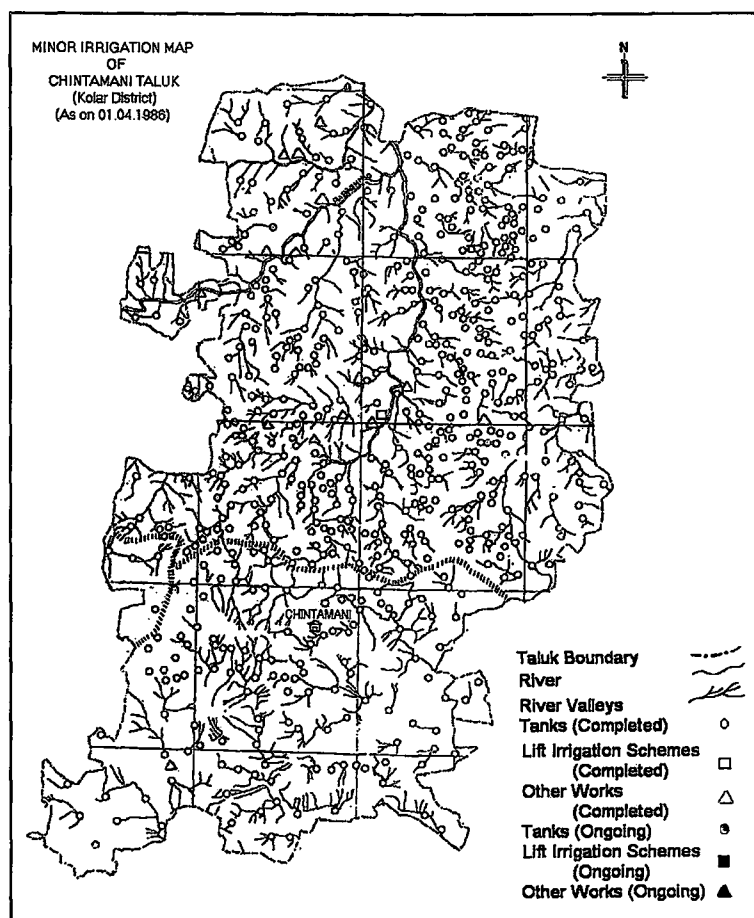 MINOR IRRIGATION MAP
OF
CHINTAMANI TALUK
(Kolar District)
(As on 01.04.1986)
N
CHINTAMANI
Taluk Boundary
River
River Valleys
Tanks (Completed)
Lift Irrigation Schemes
(Completed)
Other Works
(Completed)
Tanks (Ongoing)
Lift Irrigation Schemes
(Ongoing)
Other Works (Ongoing)